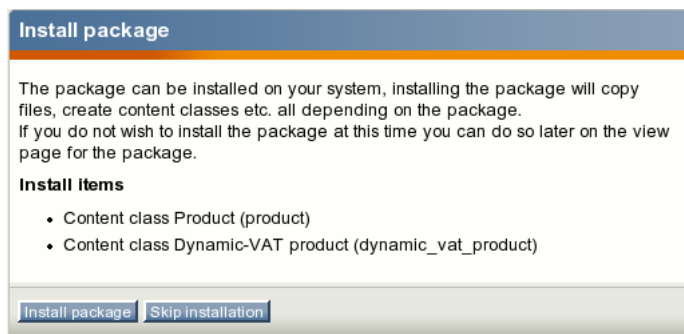 Install package
The package can be installed on your system, installing the package will copy
files, create content classes etc. all depending on the package.
If you do not wish to install the package at this time you can do so later on the view
page for the package.
Install items
• Content class Product (product)
• Content class Dynamic-VAT product (dynamic_vat_product)
Install package Skip installation